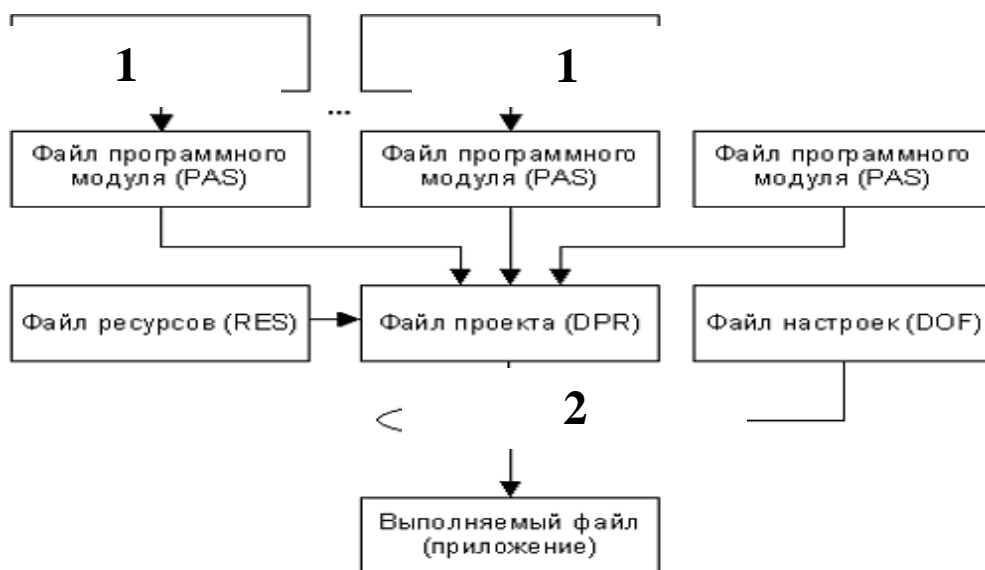 1
1
...
Файл программного
модуля (PAS)
Файл программного
модуля (PAS)
Файл программного
модуля (PAS)
Файл ресурсов (RES)
Файл проекта (DPR)
Файл настроек (DOF)
2
Выполняемый файл
(приложение)